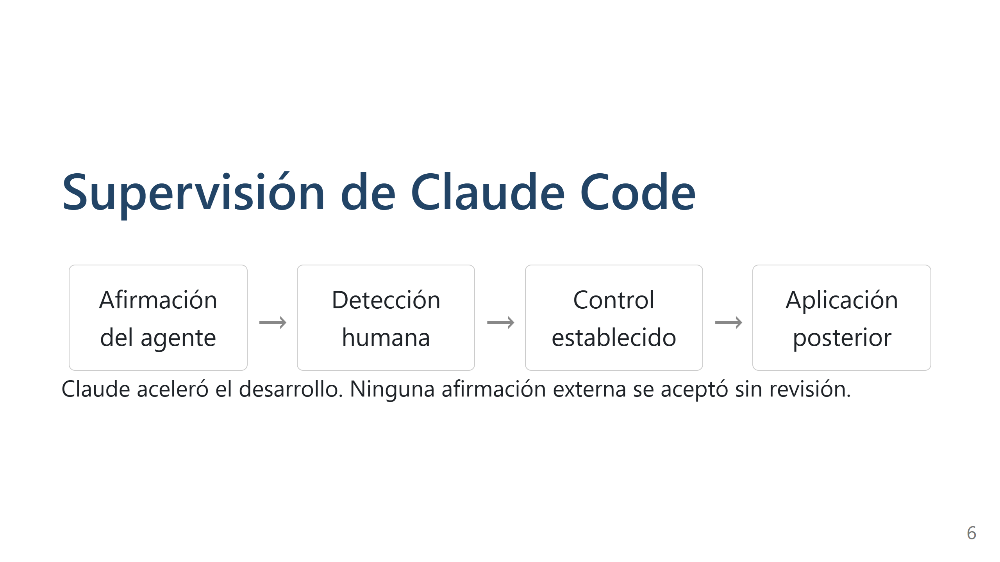 Supervisión de Claude Code
Afirmación
del agente
→
Detección
humana
→
Control
establecido
→
Aplicación
posterior
Claude aceleró el desarrollo. Ninguna afirmación externa se aceptó sin revisión.
6